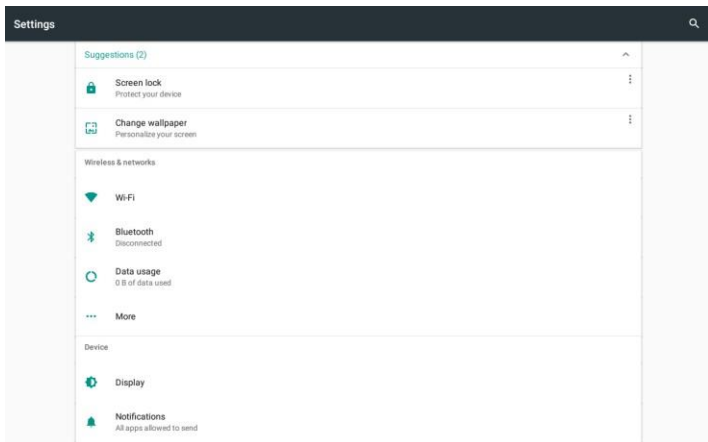 Settings
Suggestions (2)
Screen lock
Protect your device
Change wallpaper
Personalize your screen
Wireless & networks
Wi-Fi
Bluetooth
Disconnected
Data usage
0 B of data used
More
Device
Display
Notifications
All apps allowed to send